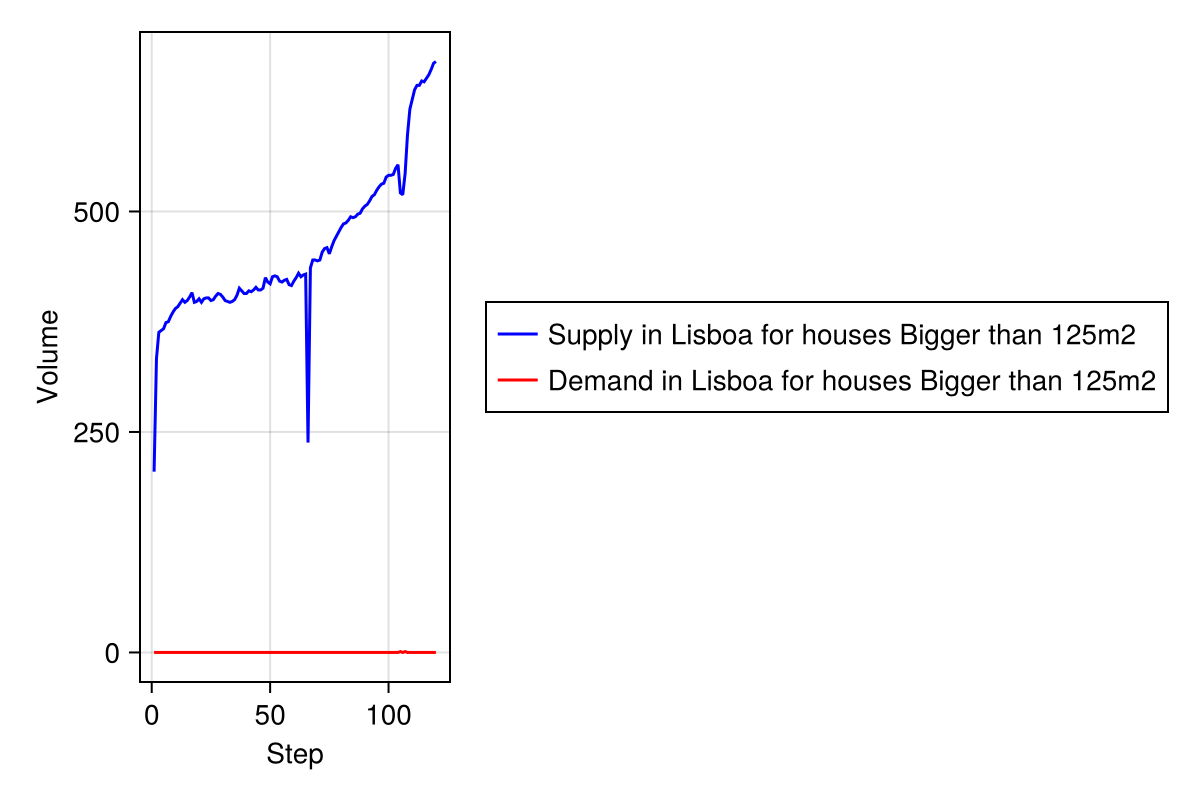 Volume
500
250
0
0
50
100
Step
Supply in Lisboa for houses Bigger than 125m2
Demand in Lisboa for houses Bigger than 125m2